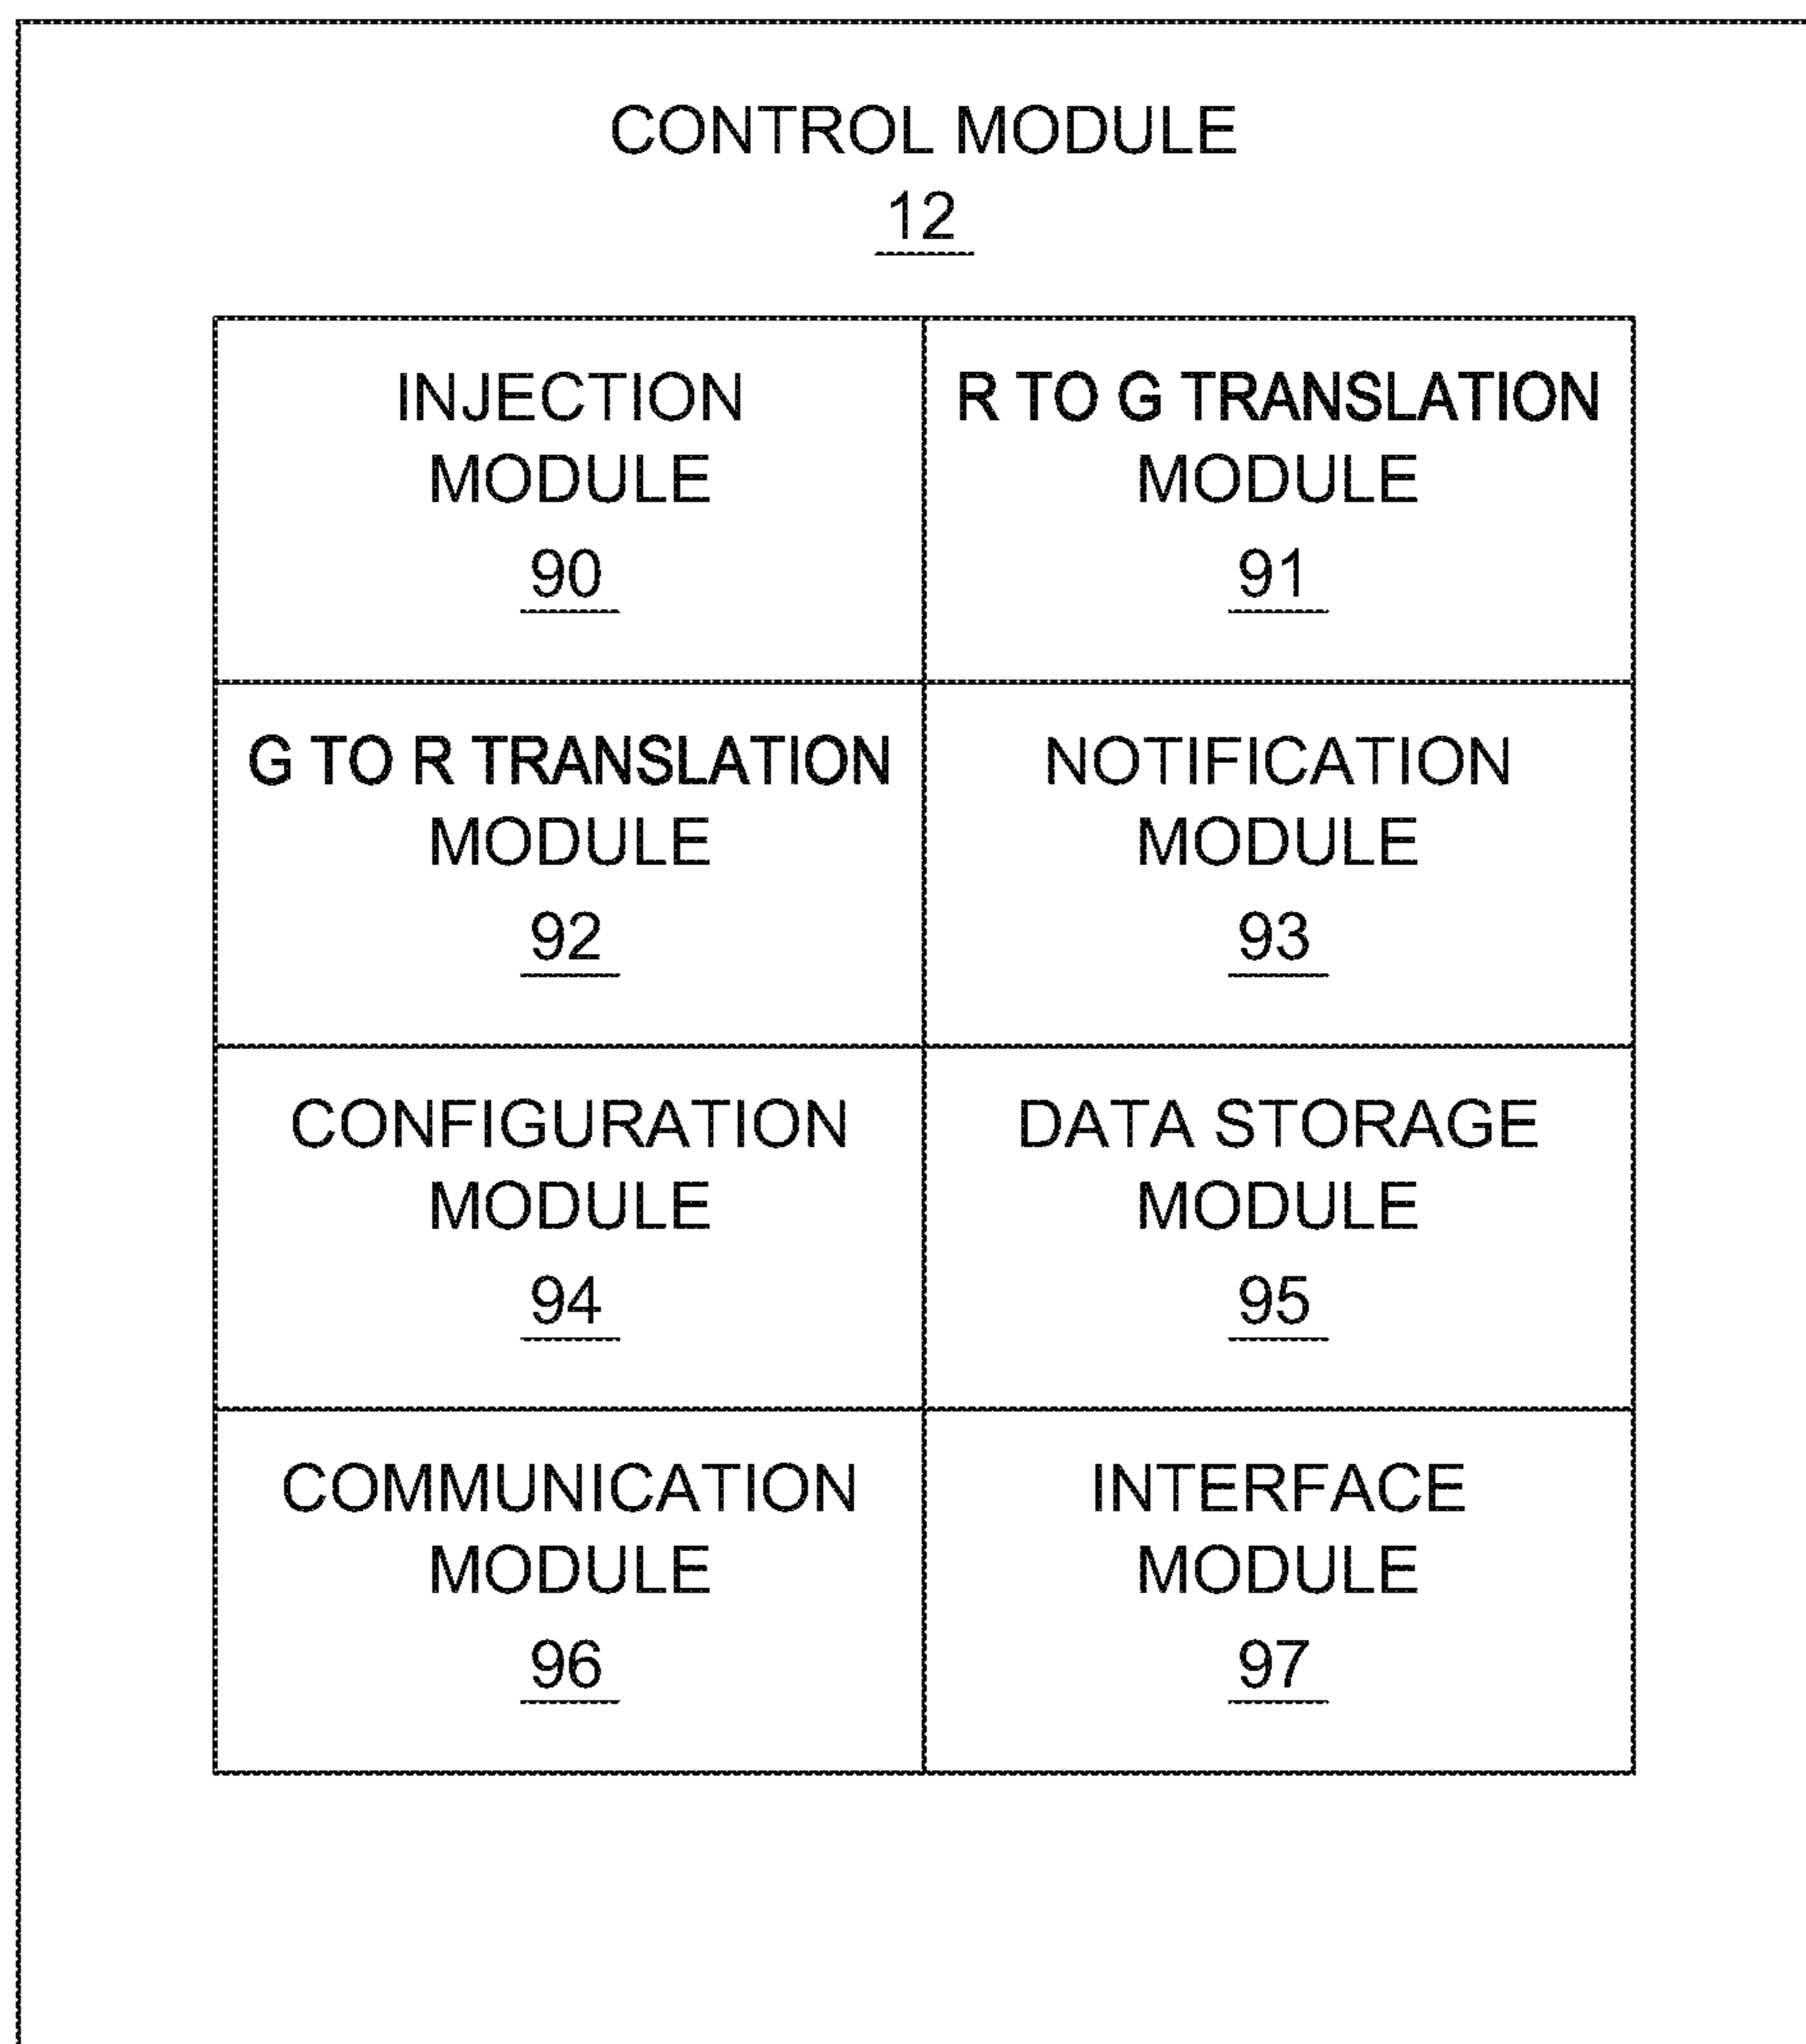 CONTROL MODULE
12
INJECTION
MODULE
90
R TO G TRANSLATION
MODULE
91
G TO R TRANSLATION
MODULE
92
NOTIFICATION
MODULE
93
CONFIGURATION
MODULE
94
DATA STORAGE
MODULE
95
COMMUNICATION
MODULE
96
INTERFACE
MODULE
97